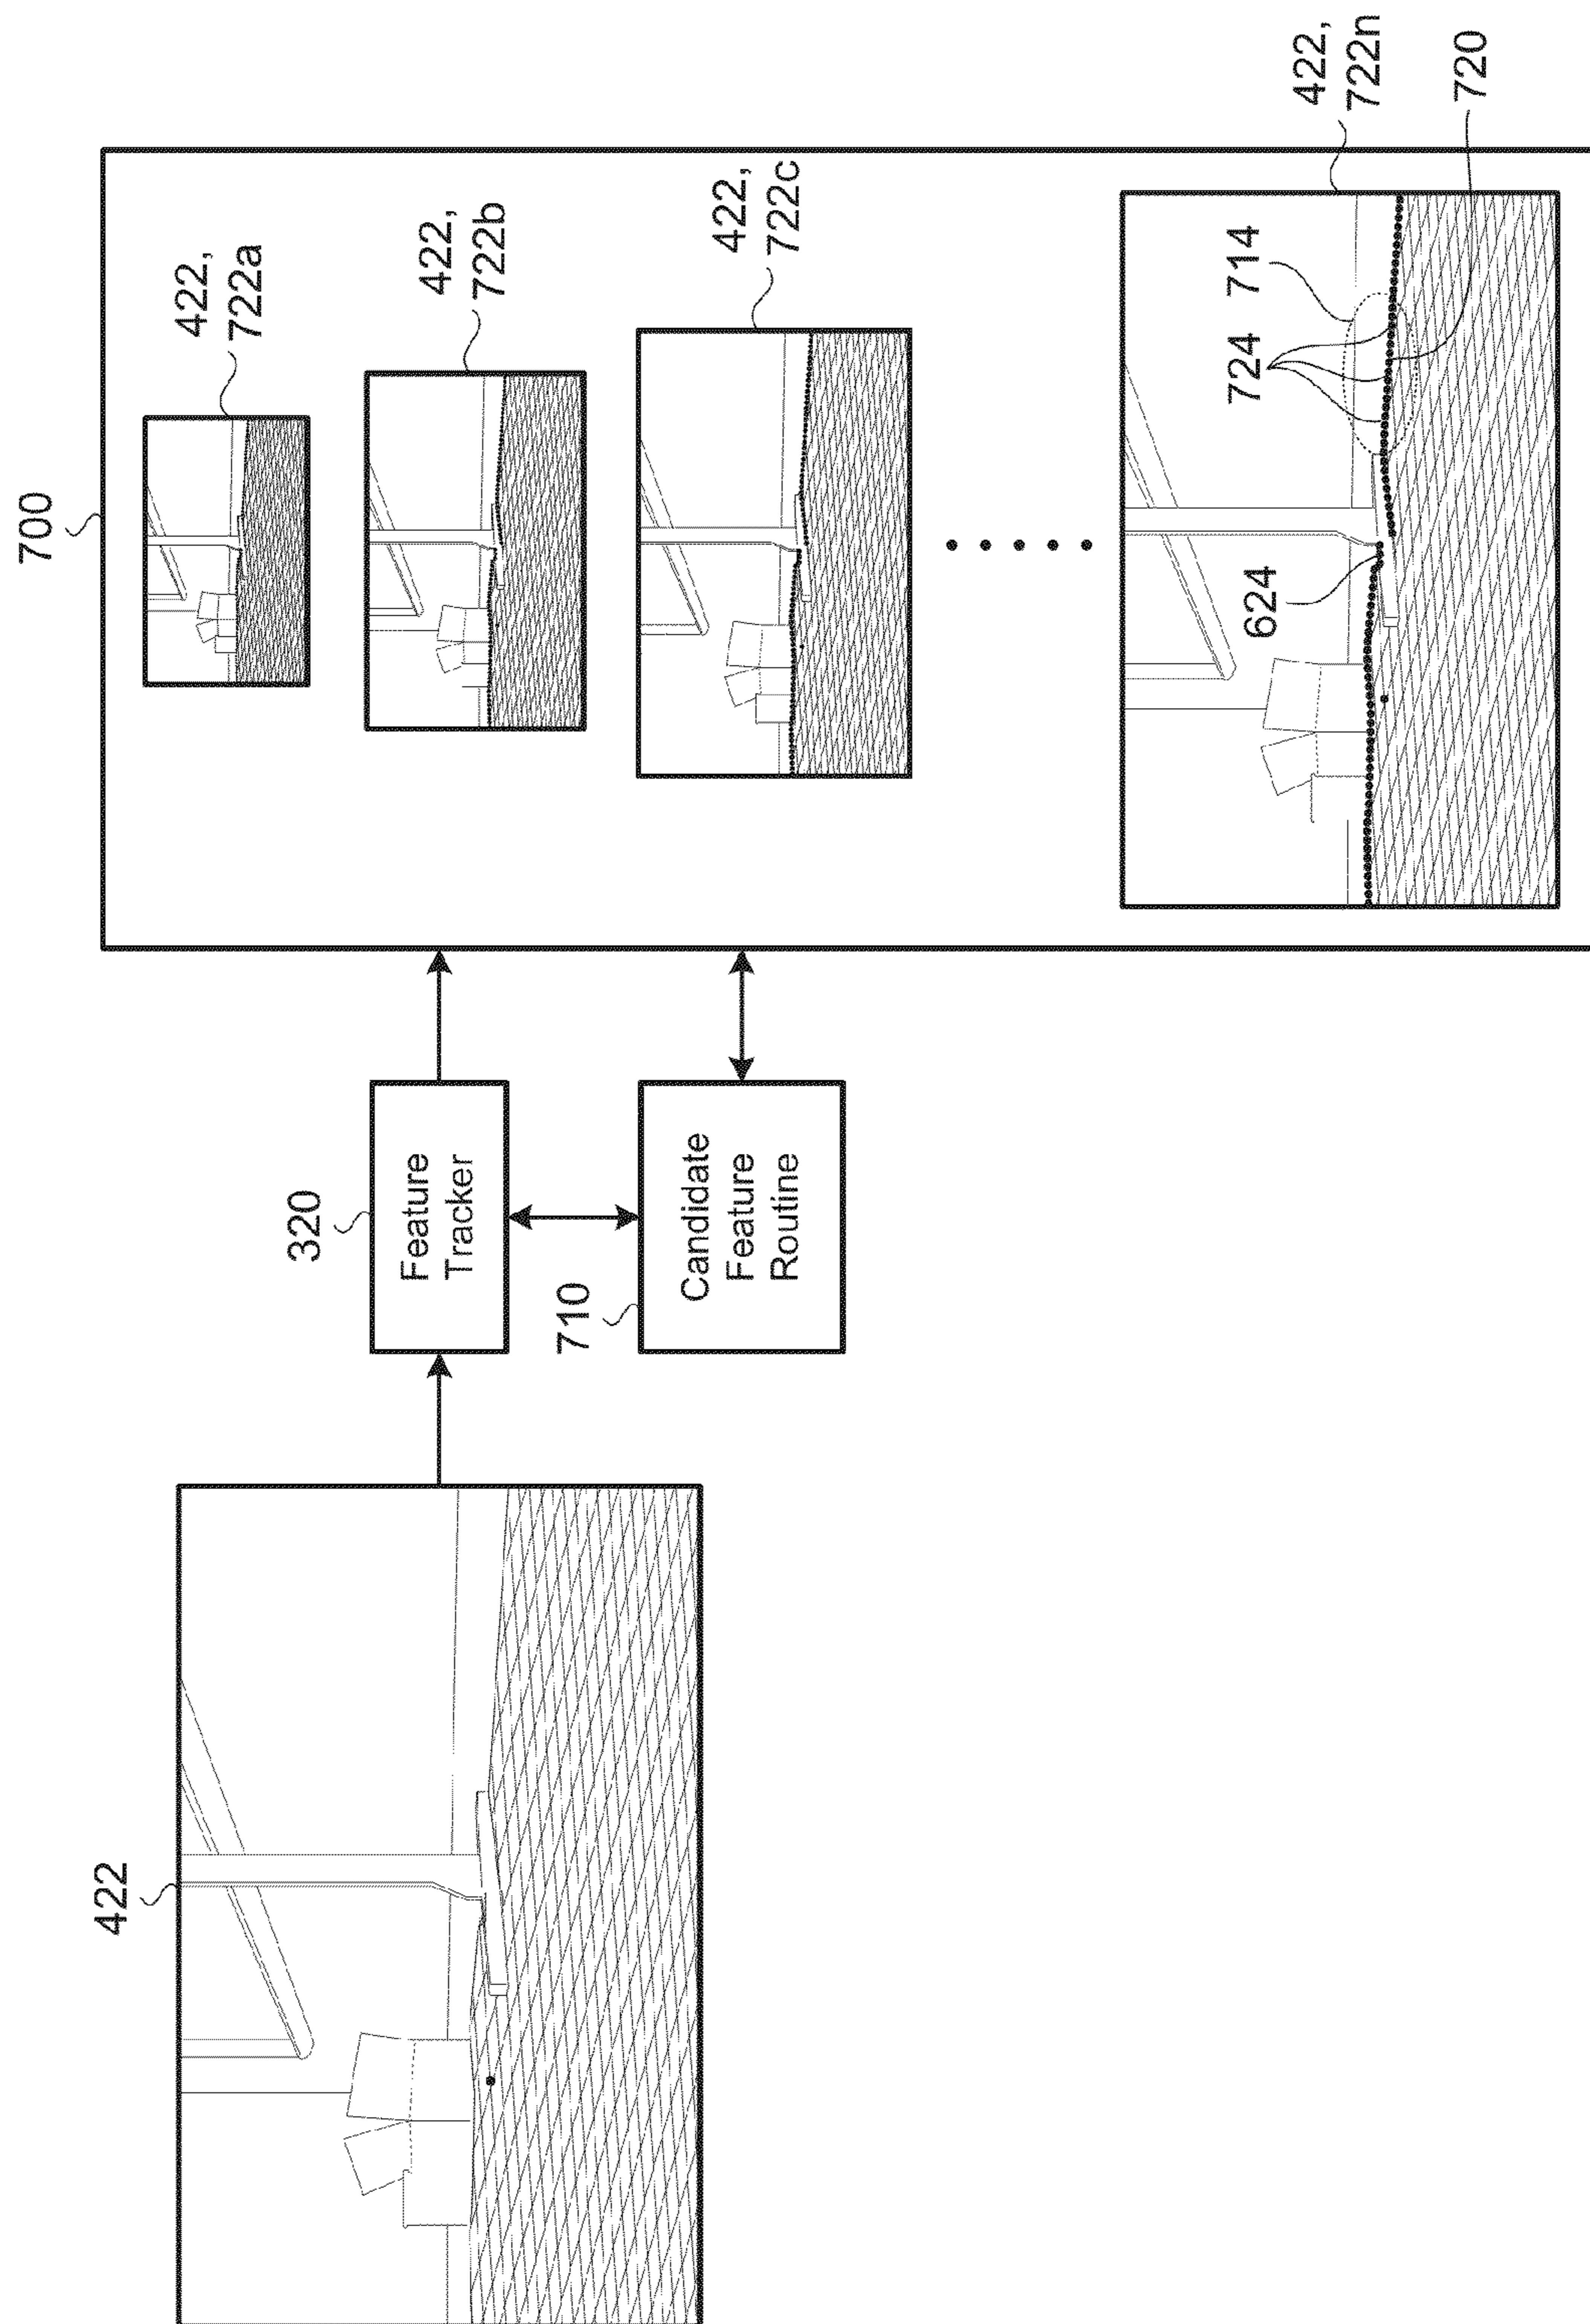 422
320
Feature
Tracker
710
Candidate
Feature
Routine
700
422,
722a
422,
722b
422,
722c
624
724
714
422,
722n
720